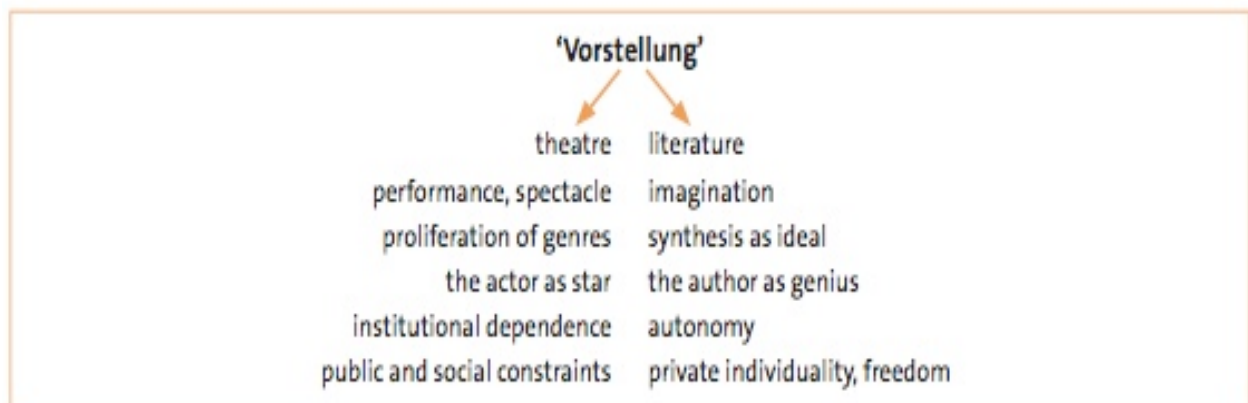 'Vorstellung'
theatre literature
performance, spectacle imagination
proliferation of genres synthesis as ideal
the actor as star the author as genius
institutional dependence autonomy
public and social constraints private individuality, freedom